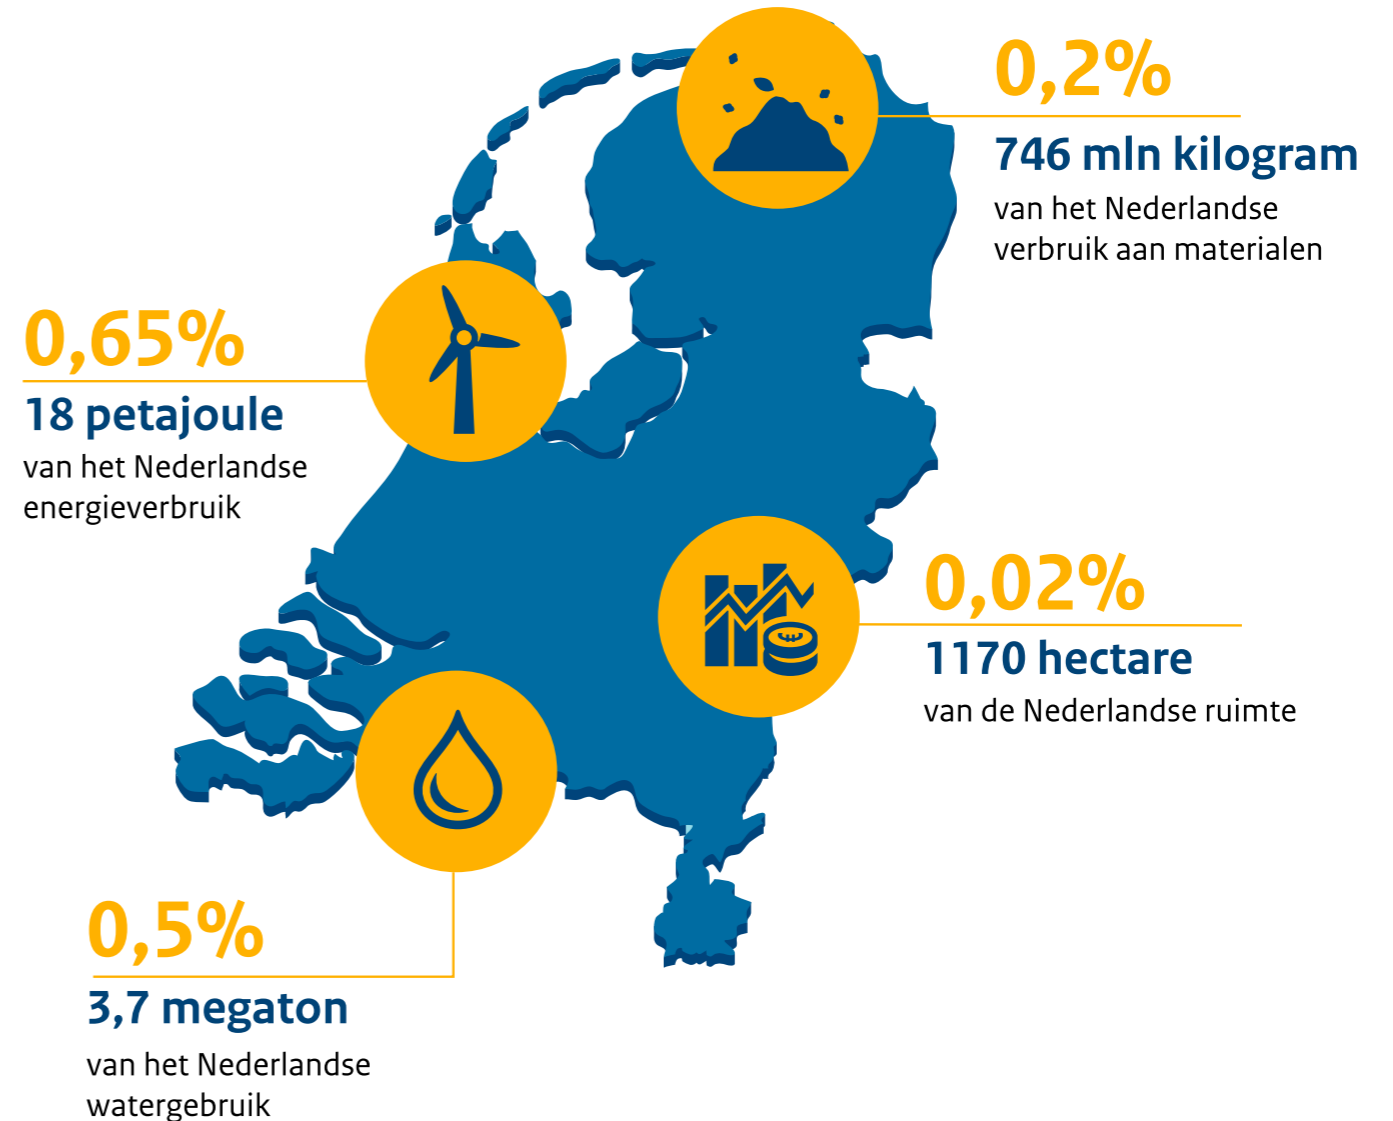 0,2%
746 mln kilogram
van het Nederlandse
verbruik aan materialen
0,65%
18 petajoule
van het Nederlandse
energieverbruik
0,02%
1170 hectare
van de Nederlandse ruimte
0,5%
3,7 megaton
van het Nederlandse
watergebruik